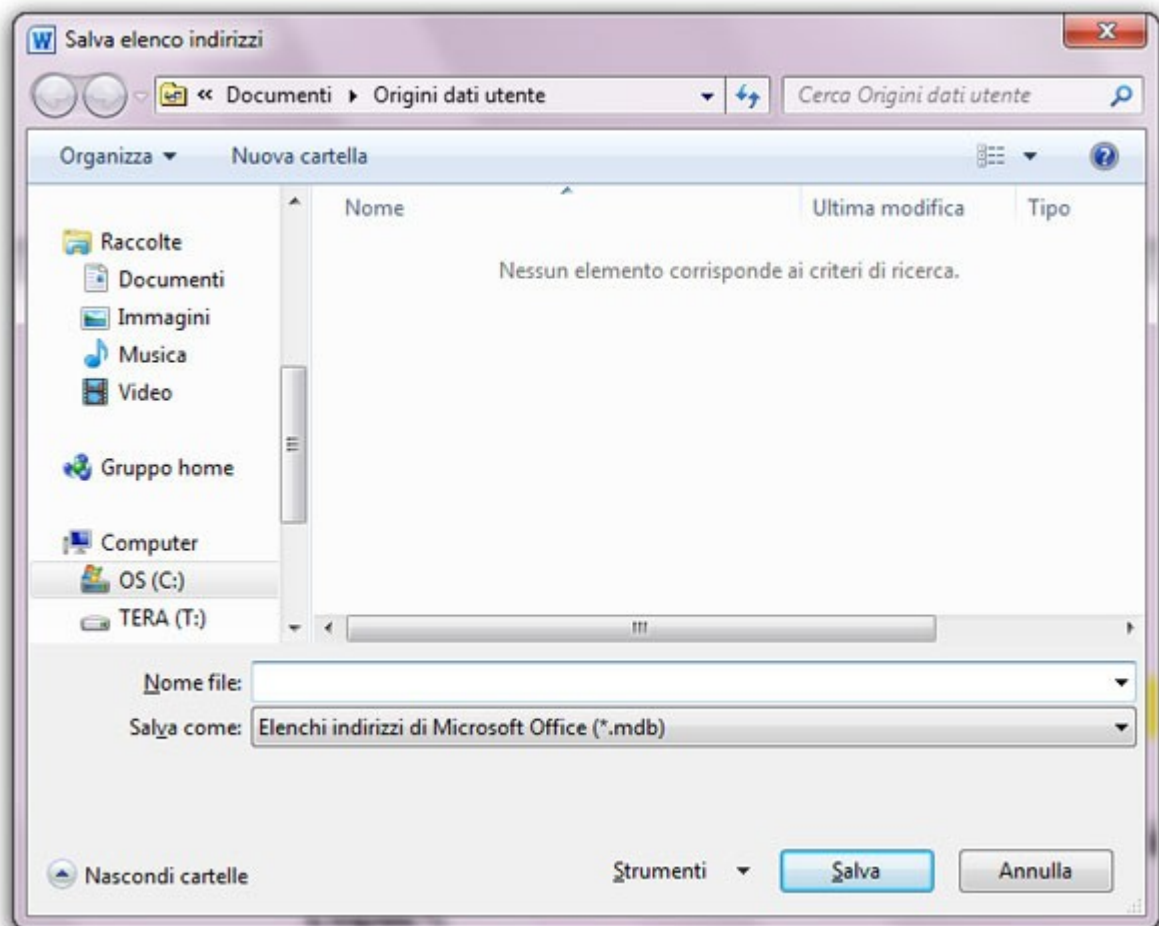 Salva elenco indirizzi
« Documenti Origini dati utente
Cerca Origini dati utente
Organizza Nuova cartella
Nome Ultima modifica Tipo
Nessun elemento corrisponde ai criteri di ricerca.
Raccolte
Documenti
Immagini
Musica
Video
Gruppo home
Computer
OS (C:)
TERA (T:)
Nome file:
Salva come: Elenchi indirizzi di Microsoft Office (*.mdb)
Nascondi cartelle Strumenti Salva Annulla